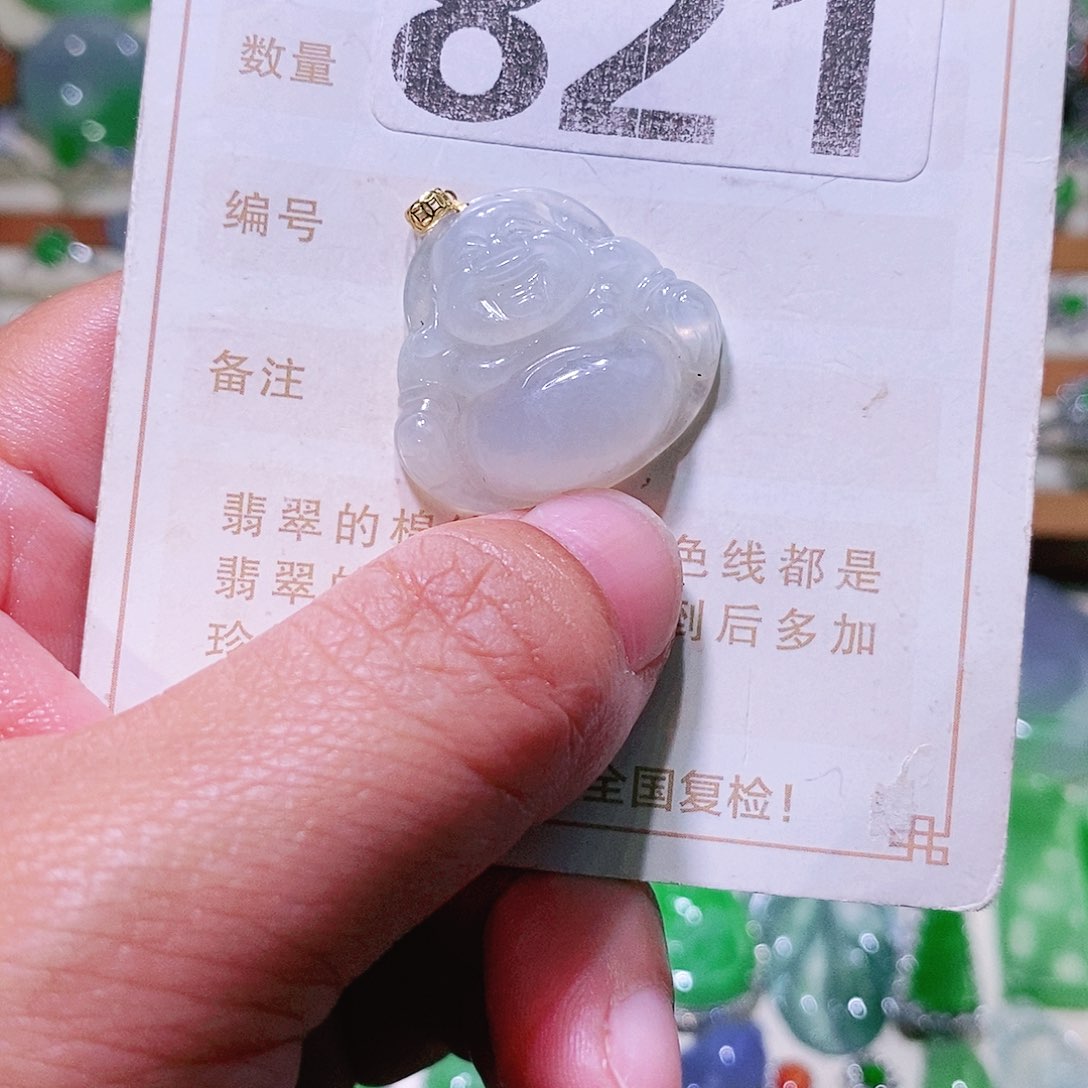 数量 821
编号
备注
翡翠的棉 色线都是
翡翠的 到后多加
珍
全国复检!